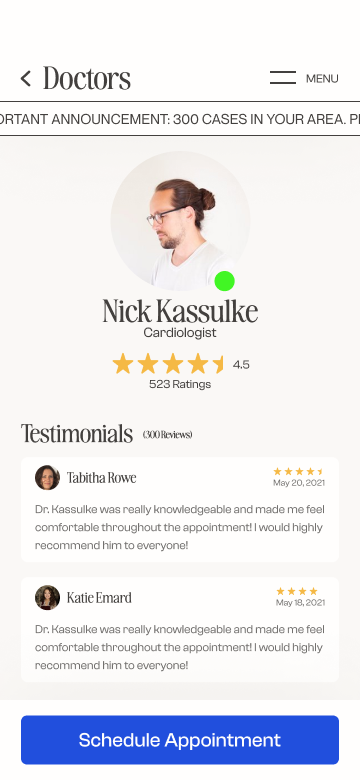 Doctors
MENU
ORTANT ANNOUNCEMENT: 300 CASES IN YOUR AREA. P
Nick Kassulke
Cardiologist
4.5
523 Ratings
Testimonials (300 Reviews)
Tabitha Rowe
May 20, 2021
Dr. Kassulke was really knowledgeable and made me feel
comfortable throughout the appointment! I would highly
recommend him to everyone!
Katie Emard
May 18, 2021
Dr. Kassulke was really knowledgeable and made me feel
comfortable throughout the appointment! I would highly
recommend him to everyone!
Schedule Appointment